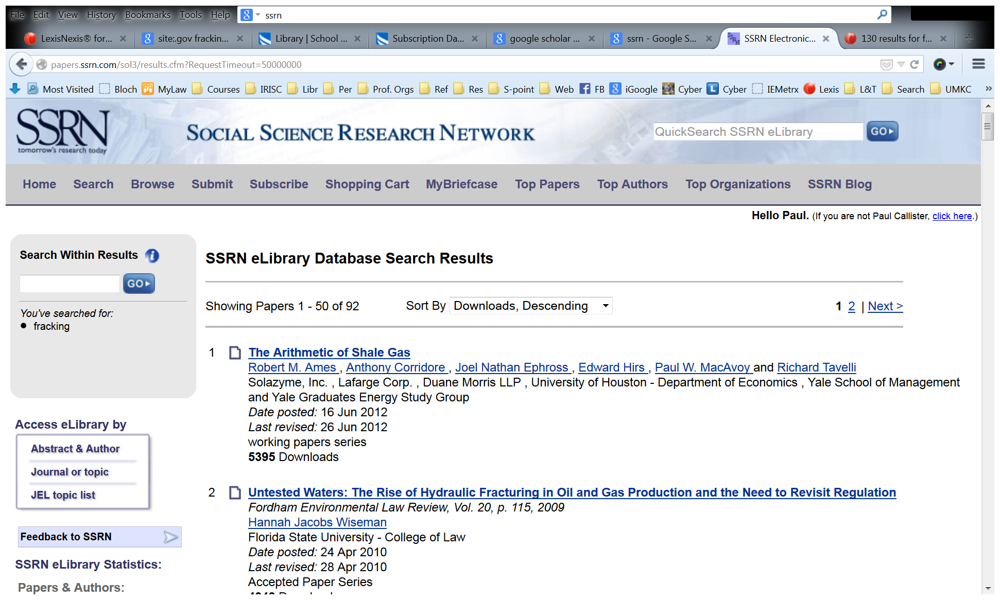 File Edit View History Bookmarks Tools Help ssrn
LexisNexis® for... site:.gov frackin... Library | School ... Subscription Da... google scholar ... ssrn - Google S... SSRN Electronic... 130 results for f...
papers.ssrn.com/sol3/results.cfm?RequestTimeout=50000000
Most Visited Bloch MyLaw Courses IRISC Libr Per Prof. Orgs Ref Res S-point Web FB iGoogle Cyber Cyber IEMetrx Lexis L&T Search UMKC »
SSRN
tomorrow's research today
SOCIAL SCIENCE RESEARCH NETWORK
QuickSearch SSRN eLibrary GO
Home Search Browse Submit Subscribe Shopping Cart MyBriefcase Top Papers Top Authors Top Organizations SSRN Blog
Hello Paul. (If you are not Paul Callister, click here.)
Search Within Results
GO
You've searched for:
• fracking
Access eLibrary by
Abstract & Author
Journal or topic
JEL topic list
Feedback to SSRN
SSRN eLibrary Statistics:
Papers & Authors:
SSRN eLibrary Database Search Results
Showing Papers 1 - 50 of 92 Sort By Downloads, Descending 1 2 | Next >
1 The Arithmetic of Shale Gas
Robert M. Ames , Anthony Corridore , Joel Nathan Ephross , Edward Hirs , Paul W. MacAvoy and Richard Tavelli
Solazyme, Inc. , Lafarge Corp. , Duane Morris LLP , University of Houston - Department of Economics , Yale School of Management
and Yale Graduates Energy Study Group
Date posted: 16 Jun 2012
Last revised: 26 Jun 2012
working papers series
5395 Downloads
2 Untested Waters: The Rise of Hydraulic Fracturing in Oil and Gas Production and the Need to Revisit Regulation
Fordham Environmental Law Review, Vol. 20, p. 115, 2009
Hannah Jacobs Wiseman
Florida State University - College of Law
Date posted: 24 Apr 2010
Last revised: 28 Apr 2010
Accepted Paper Series